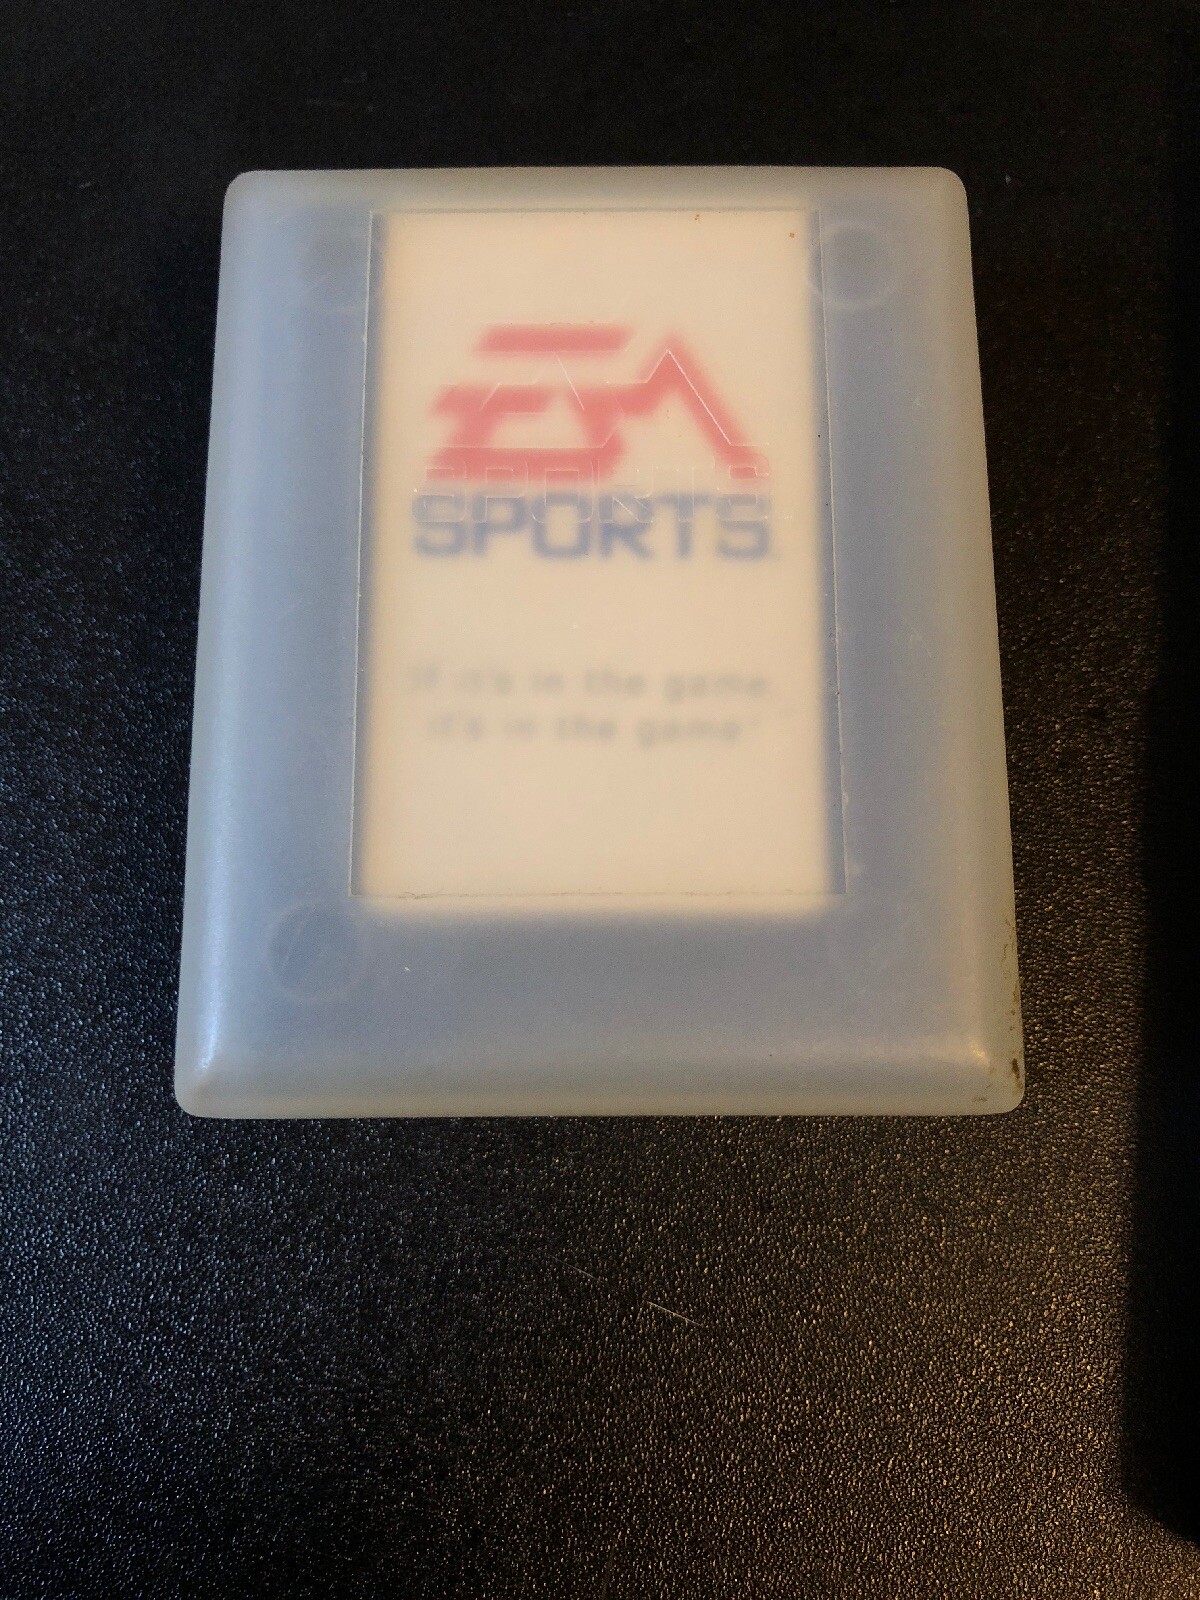 EA
SPORTS
"If it's in the game,
it's in the game"